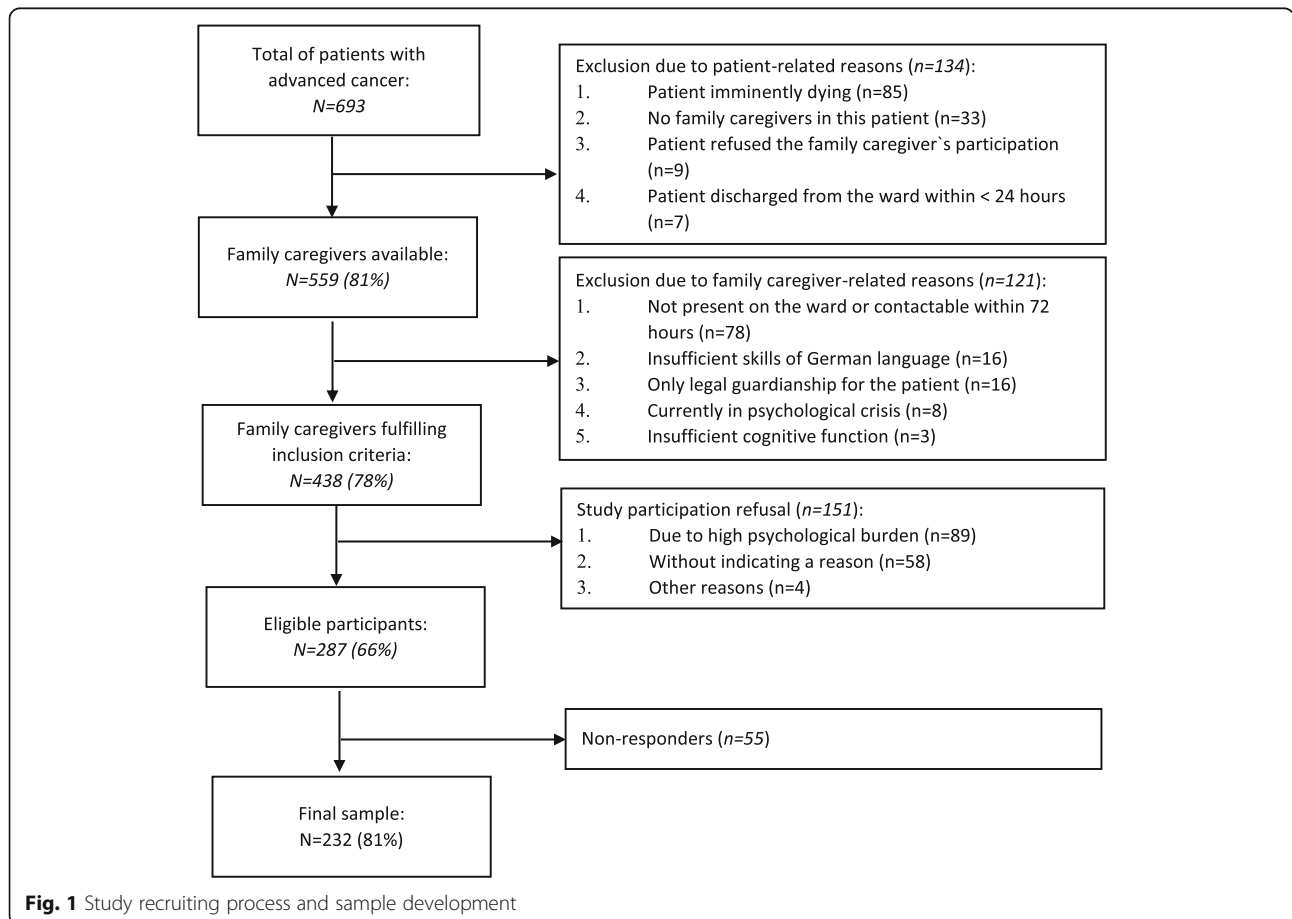 Total of patients with
advanced cancer:
N=693
Exclusion due to patient-related reasons (n=134):
1. Patient imminently dying (n=85)
2. No family caregivers in this patient (n=33)
3. Patient refused the family caregiver`s participation
(n=9)
4. Patient discharged from the ward within < 24 hours
(n=7)
Family caregivers available:
N=559 (81%)
Exclusion due to family caregiver-related reasons (n=121):
1. Not present on the ward or contactable within 72
hours (n=78)
2. Insufficient skills of German language (n=16)
3. Only legal guardianship for the patient (n=16)
4. Currently in psychological crisis (n=8)
5. Insufficient cognitive function (n=3)
Family caregivers fulfilling
inclusion criteria:
N=438 (78%)
Study participation refusal (n=151):
1. Due to high psychological burden (n=89)
2. Without indicating a reason (n=58)
3. Other reasons (n=4)
Eligible participants:
N=287 (66%)
Non-responders (n=55)
Final sample:
N=232 (81%)
Fig. 1 Study recruiting process and sample development